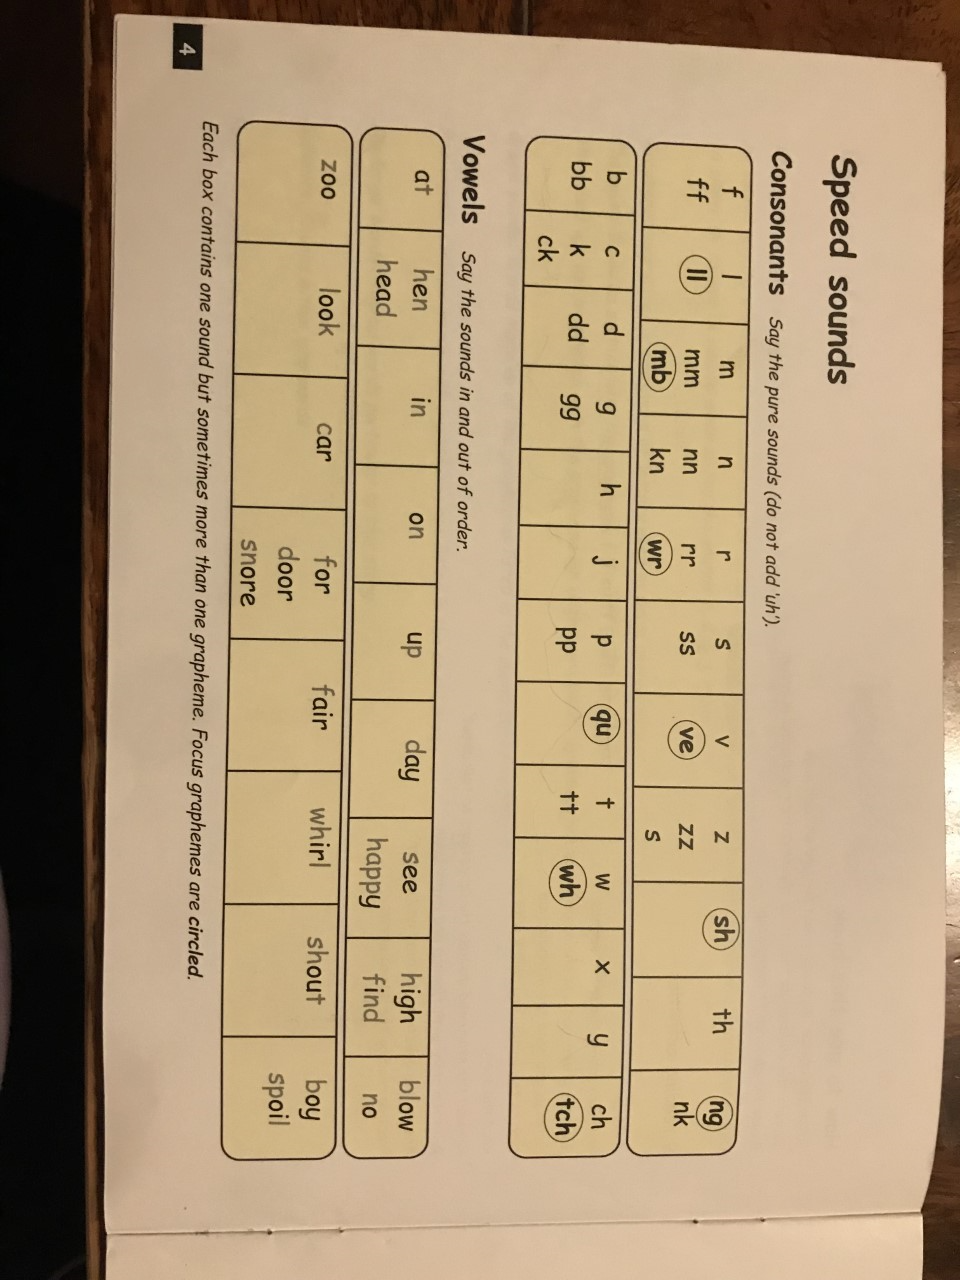 Speed sounds
Consonants Say the pure sounds (do not add 'uh').
f l m n r s v z sh th ng
ff ll mm nn rr ss ve zz nk
mb kn wr s
b c d g h j p qu t w x y ch
bb k dd gg pp tt wh tch
ck
Vowels Say the sounds in and out of order.
at hen in on up day see high blow
head happy find no
zoo look car for fair whirl shout boy
door spoil
snore
Each box contains one sound but sometimes more than one grapheme. Focus graphemes are circled.
4